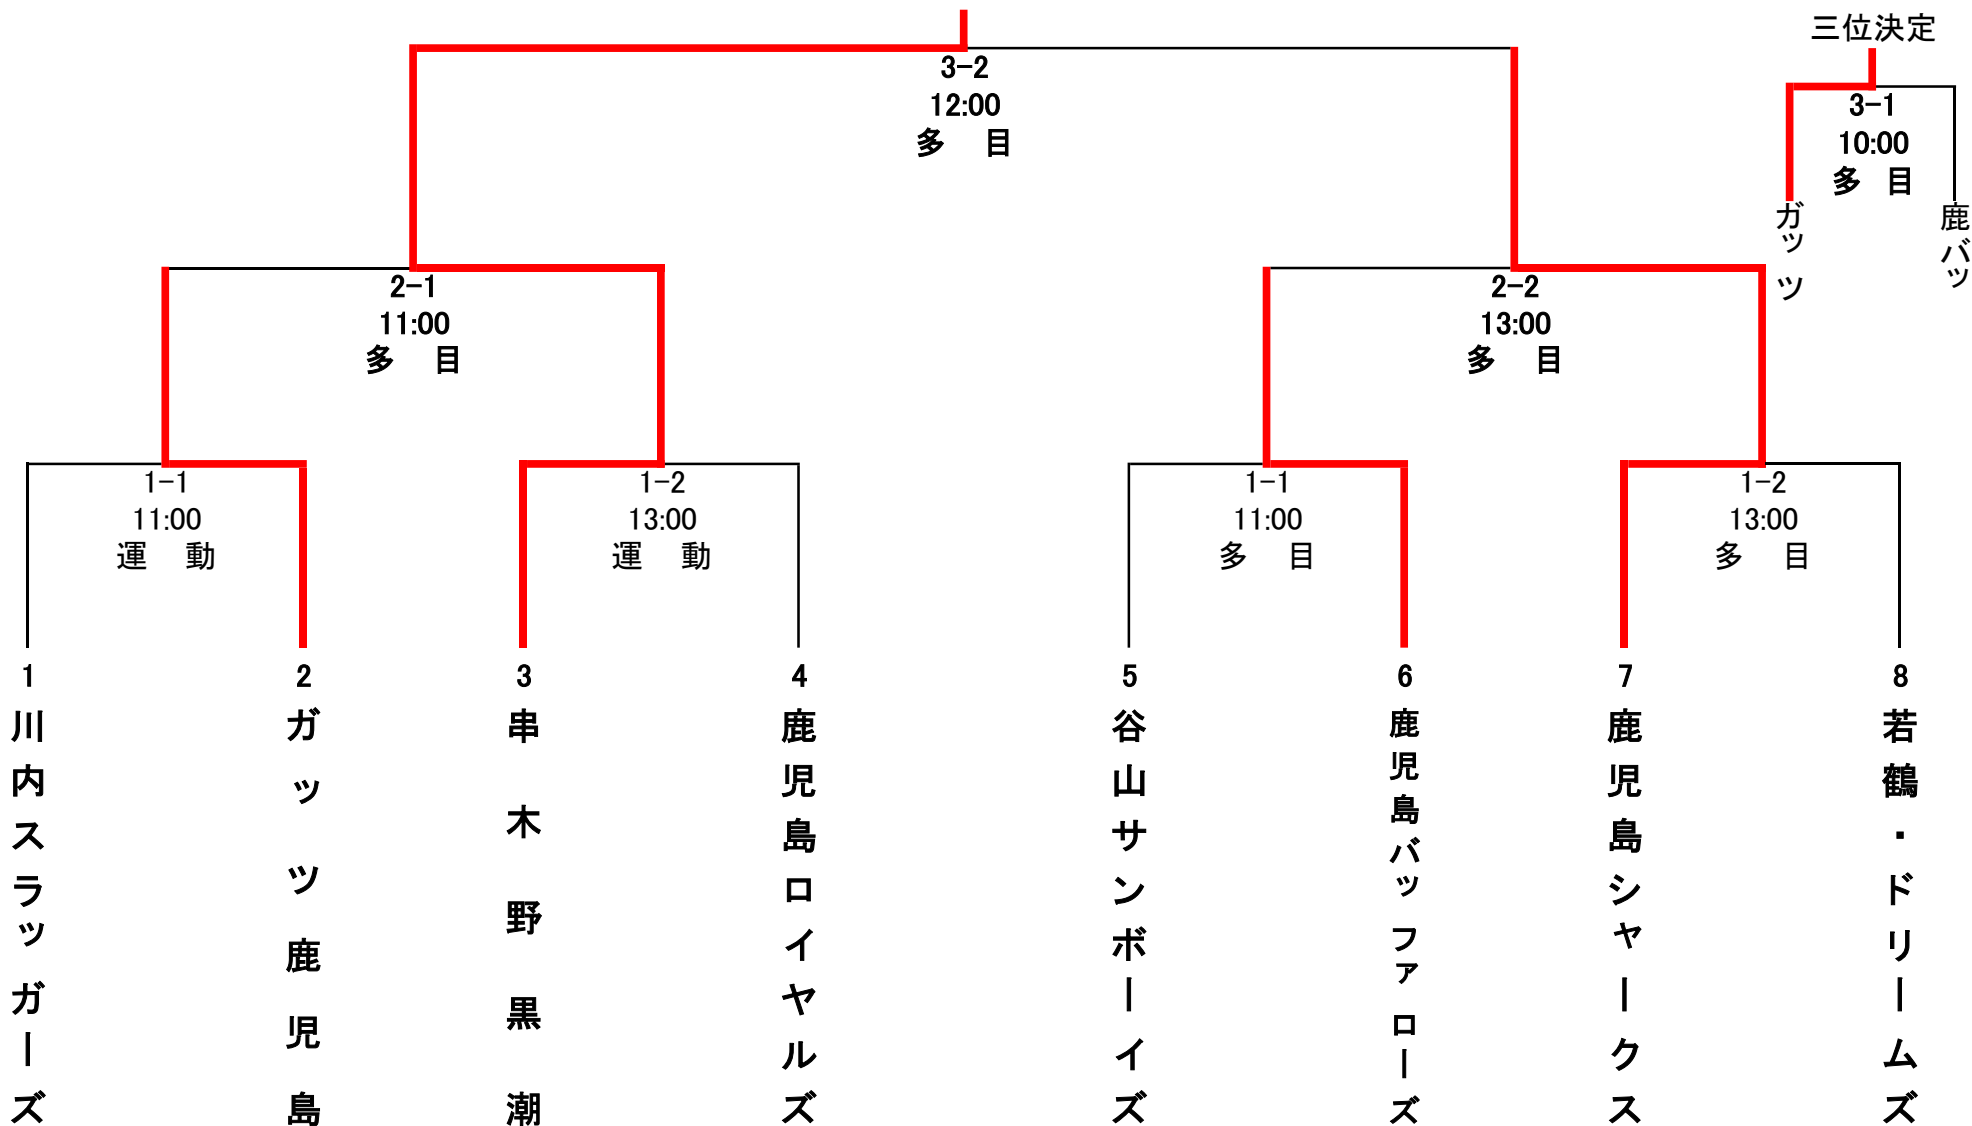 三位決定
3-2
12:00
多 目
3-1
10:00
多 目
ガッツ
鹿バッ
2-1
11:00
多 目
2-2
13:00
多 目
1-1
11:00
運 動
1-2
13:00
運 動
1-1
11:00
多 目
1-2
13:00
多 目
1
川内スラッガーズ
2
ガッツ鹿児島
3
串木野黒潮
4
鹿児島ロイヤルズ
5
谷山サンボーイズ
6
鹿児島バッファローズ
7
鹿児島シャークス
8
若鶴・ドリームズ